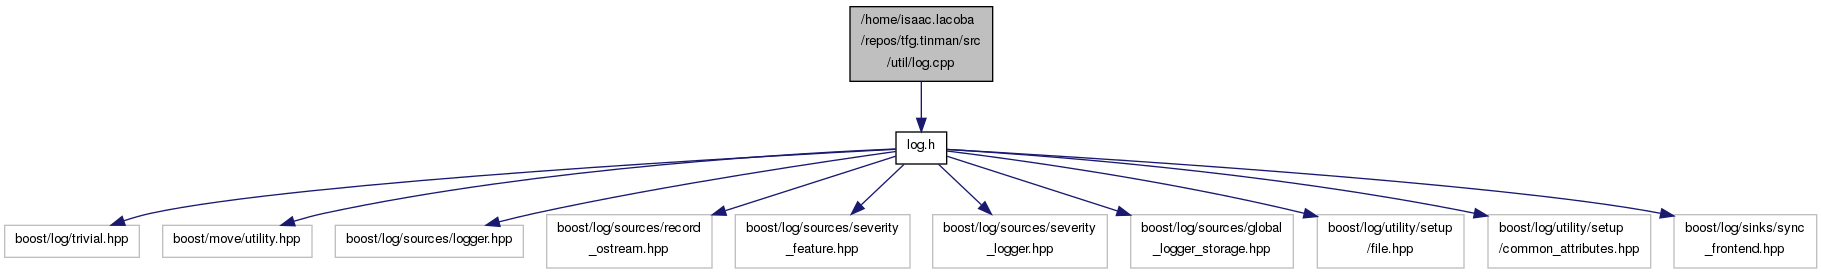 /home/isaac.lacoba
/repos/tfg.tinman/src
/util/log.cpp
log.h
boost/log/trivial.hpp
boost/move/utility.hpp
boost/log/sources/logger.hpp
boost/log/sources/record
_ostream.hpp
boost/log/sources/severity
_feature.hpp
boost/log/sources/severity
_logger.hpp
boost/log/sources/global
_logger_storage.hpp
boost/log/utility/setup
/file.hpp
boost/log/utility/setup
/common_attributes.hpp
boost/log/sinks/sync
_frontend.hpp